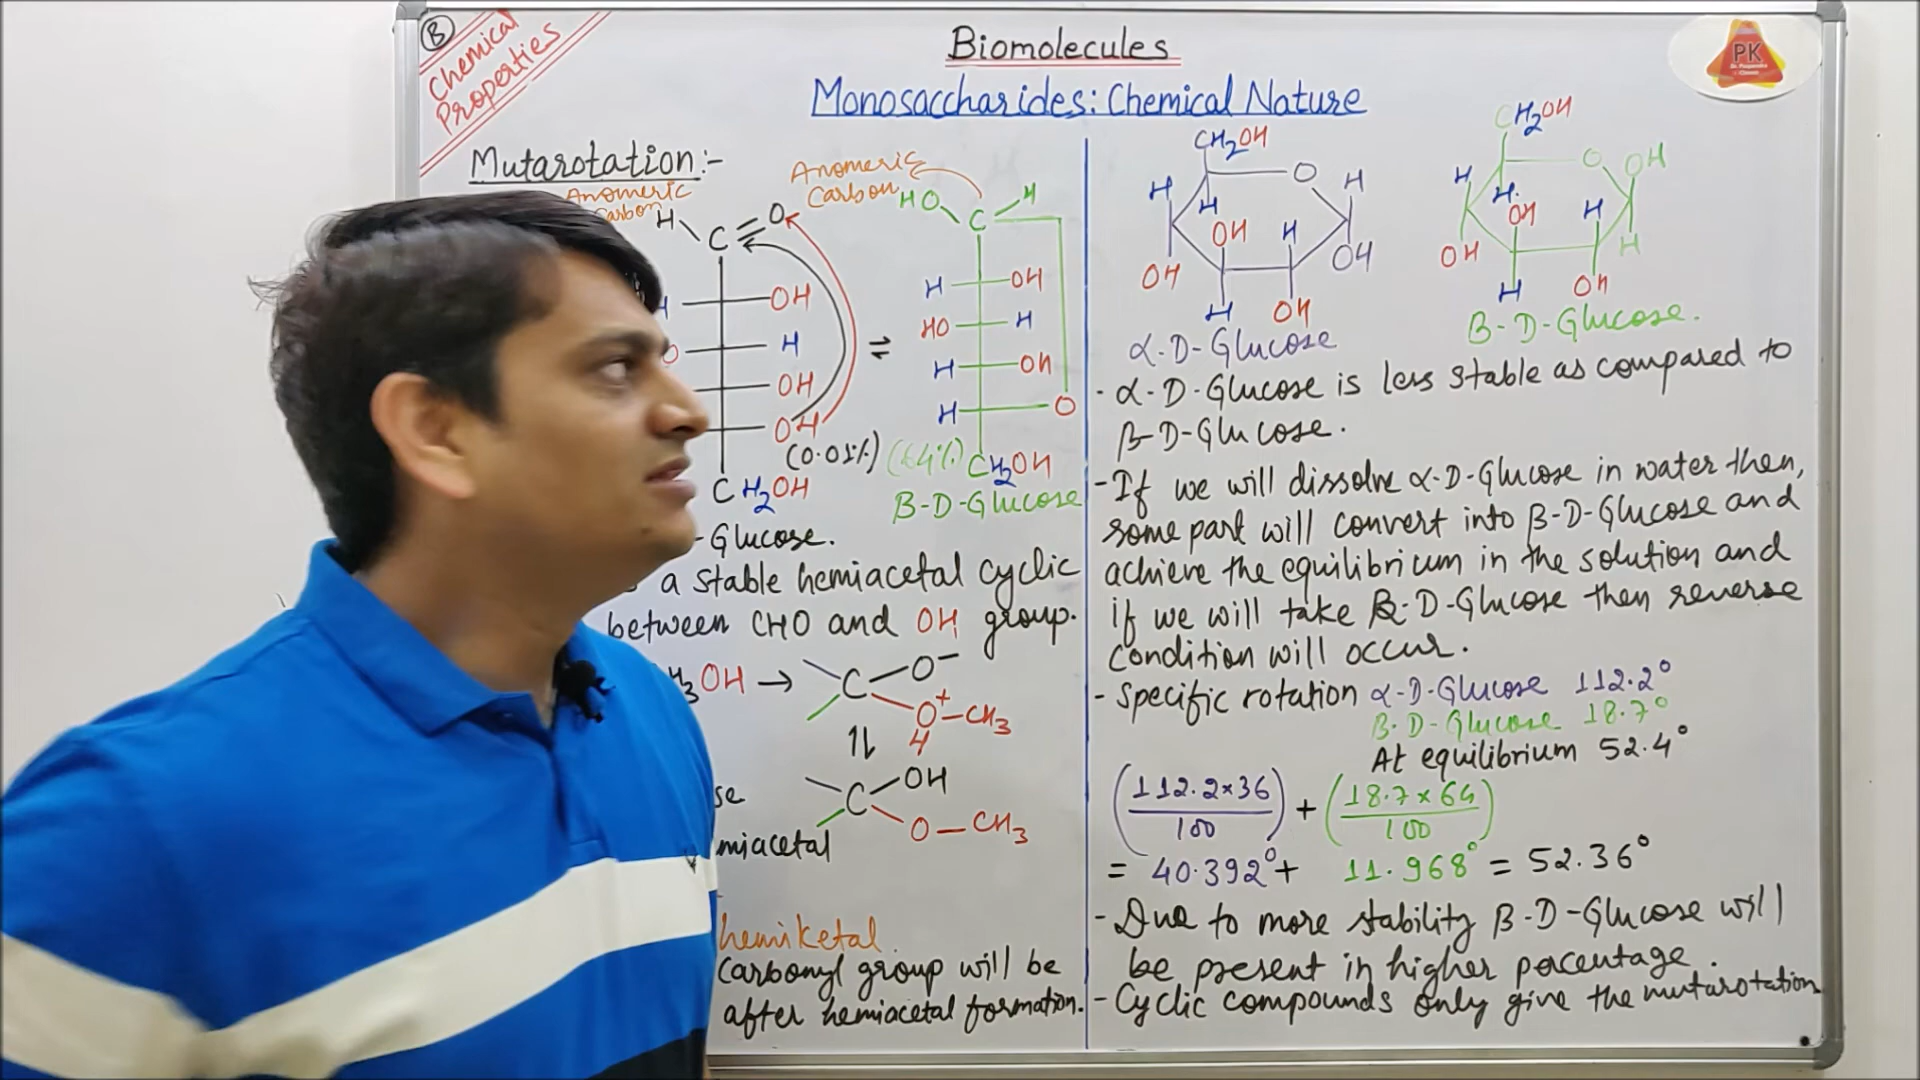 B
Chemical
Properties
Biomolecules
Monosaccharides: Chemical Nature
PK
Mutarotation:-
Anomeric
Carbon
H C O
OH
H
OH
OH
(0.01%)
CH2OH
-Glucose.
Anomeric
Carbon
HO C H
H OH
HO H
H OH
H O
(64%) CH2OH
β-D-Glucose
a stable hemiacetal cyclic
between CHO and OH group.
H3OH → C O−
O+ CH3
H
⇌
C OH
O — CH3
se
miacetal
hemiketal
carbonyl group will be
after hemiacetal formation.
CH2OH
O H
H H
OH H
OH OH
H OH
α-D-Glucose
CH2OH
O OH
H H
OH H
OH H
H OH
β-D-Glucose.
- α-D-Glucose is less stable as compared to
β-D-Glucose.
- If we will dissolve α-D-Glucose in water then,
some part will convert into β-D-Glucose and
achieve the equilibrium in the solution and
if we will take β-D-Glucose then reverse
condition will occur.
- Specific rotation α-D-Glucose 112.2°
β-D-Glucose 18.7°
At equilibrium 52.4°
(112.2×36/100) + (18.7×64/100)
= 40.392° + 11.968° = 52.36°
- Due to more stability β-D-Glucose will
be present in higher percentage.
- Cyclic compounds only give the mutarotation